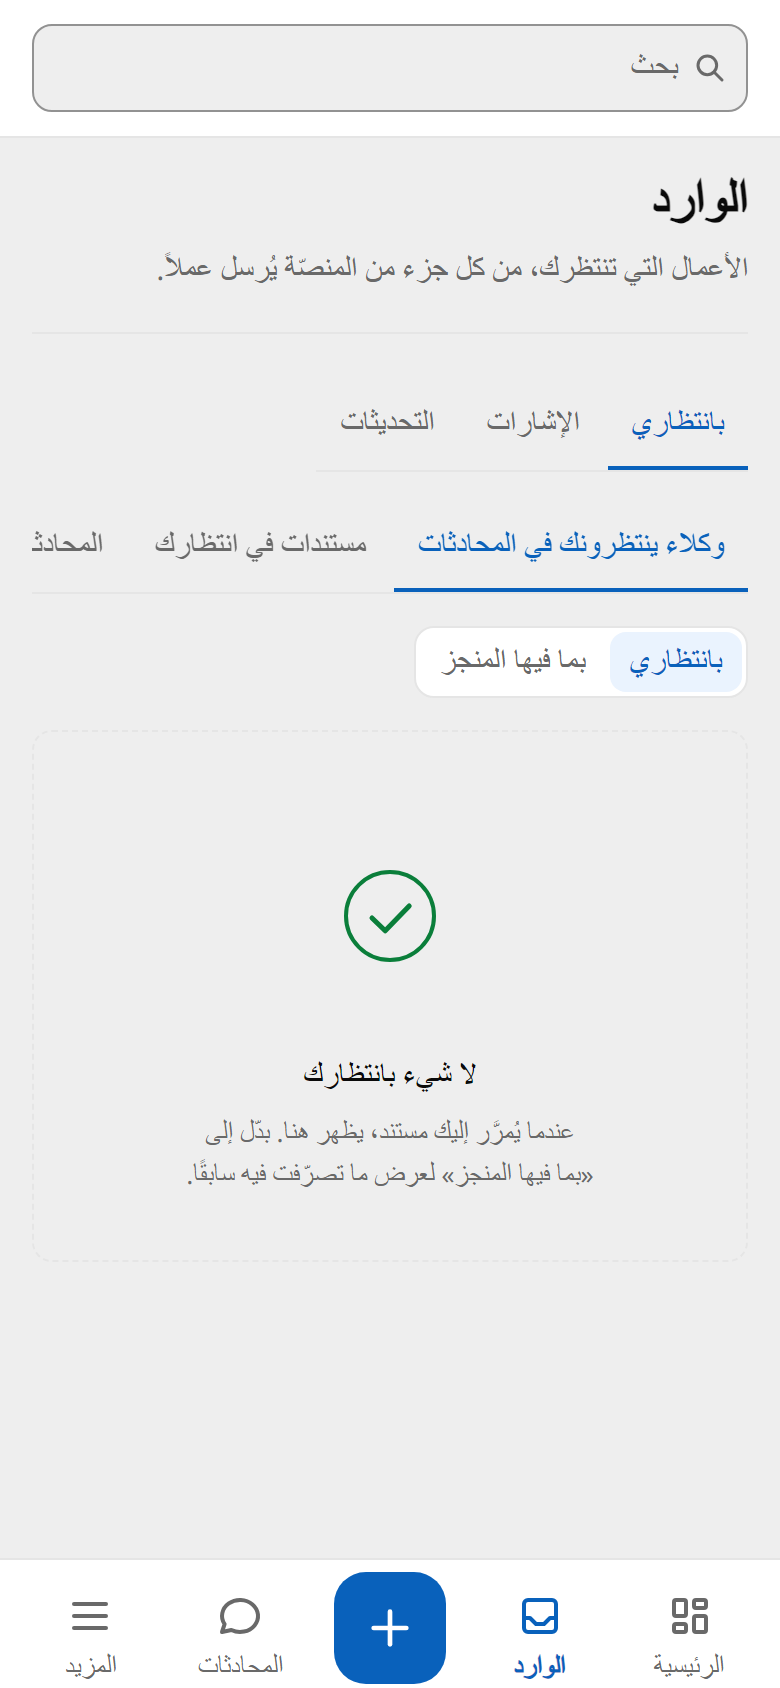 بحث
الوارد
الأعمال التي تنتظرك، من كل جزء من المنصّة يُرسل عملاً.
بانتظاري
الإشارات
التحديثات
وكلاء ينتظرونك في المحادثات
مستندات في انتظارك
بانتظاري
بما فيها المنجز
لا شيء بانتظارك
عندما يُمرَّر إليك مستند، يظهر هنا. بدّل إلى
«بما فيها المنجز» لعرض ما تصرّفت فيه سابقًا.
الرئيسية
الوارد
المحادثات
المزيد